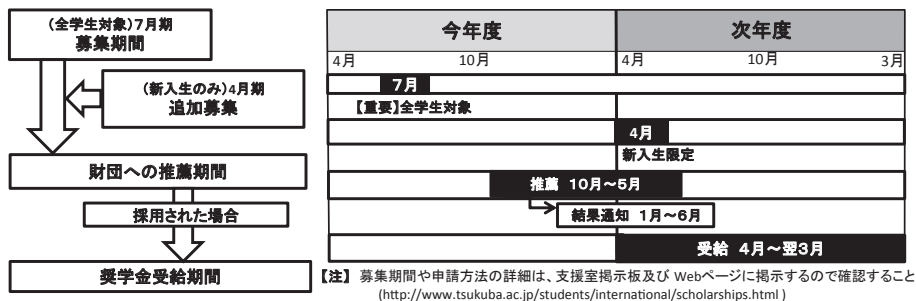 (全学生対象)7月期
募集期間
(新入生のみ)4月期
追加募集
財団への推薦期間
採用された場合
奨学金受給期間
今年度 次年度
4月 10月 4月 10月 3月
7月
【重要】全学生対象
4月
新入生限定
推薦 10月～5月
結果通知 1月～6月
受給 4月～翌3月
【注】 募集期間や申請方法の詳細は、支援室掲示板及び Webページに掲示するので確認すること
(http://www.tsukuba.ac.jp/students/international/scholarships.html )